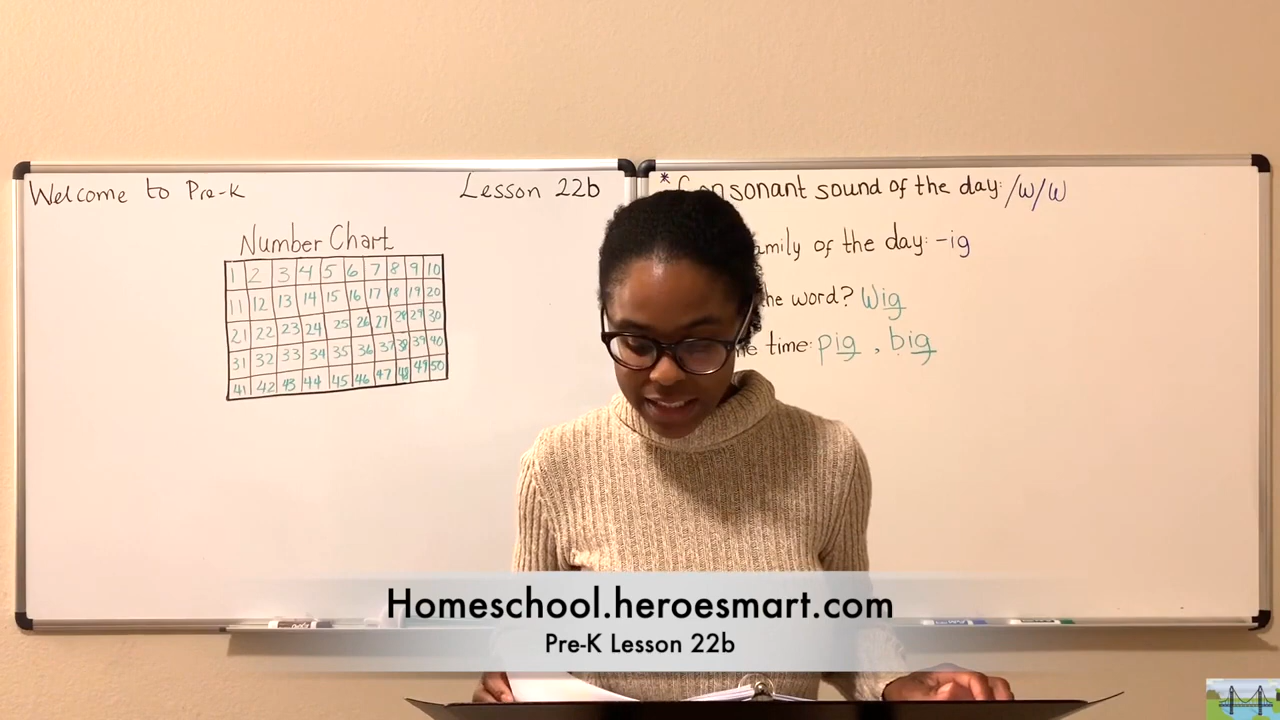 Welcome to Pre-K
Lesson 22b
Number Chart
1 2 3 4 5 6 7 8 9 10
11 12 13 14 15 16 17 18 19 20
21 22 23 24 25 26 27 28 29 30
31 32 33 34 35 36 37 38 39 40
41 42 43 44 45 46 47 48 49 50
* Consonant sound of the day: /w/w
amily of the day: -ig
the word? Wig
e time: pig, big
Homeschool.heroesmart.com
Pre-K Lesson 22b